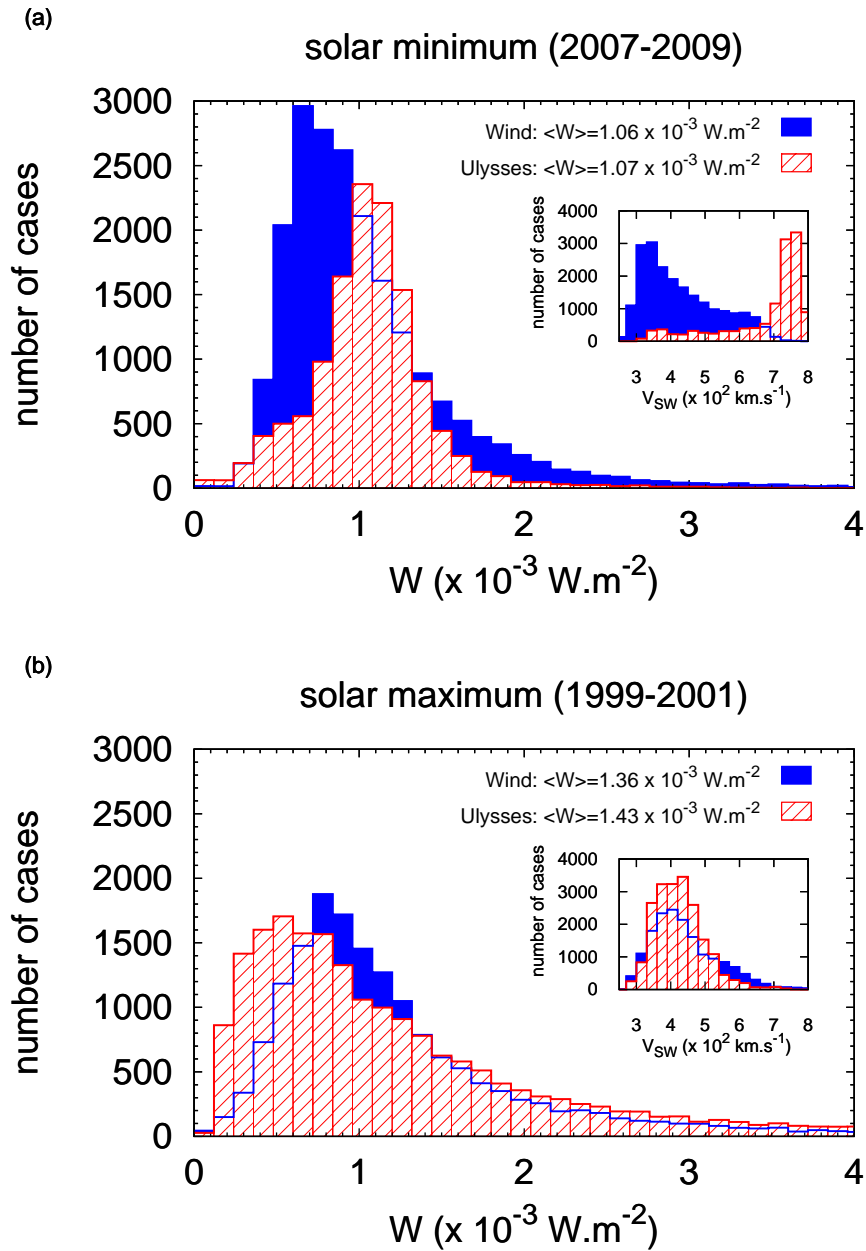 (a)
solar minimum (2007-2009)
3000
2500
2000
1500
1000
500
0
number of cases
Wind: <W>=1.06 x 10⁻³ W.m⁻²
Ulysses: <W>=1.07 x 10⁻³ W.m⁻²
4000
3000
2000
1000
0
number of cases
3 4 5 6 7 8
V_SW (x 10² km.s⁻¹)
0 1 2 3 4
W (x 10⁻³ W.m⁻²)
(b)
solar maximum (1999-2001)
3000
2500
2000
1500
1000
500
0
number of cases
Wind: <W>=1.36 x 10⁻³ W.m⁻²
Ulysses: <W>=1.43 x 10⁻³ W.m⁻²
4000
3000
2000
1000
0
number of cases
3 4 5 6 7 8
V_SW (x 10² km.s⁻¹)
0 1 2 3 4
W (x 10⁻³ W.m⁻²)